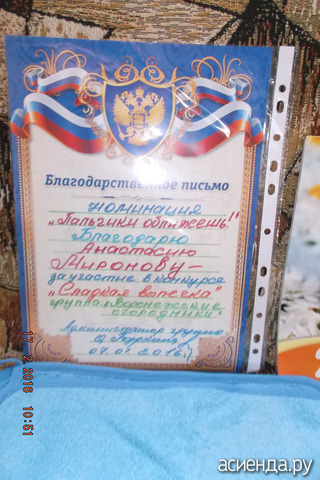 Благодарственное письмо
номинация
„Пальчики оближешь!"
Благодарю
Анастасию
Миронову –
за участие в конкурсе
„Сладкая выпечка"
группа „Воронежские
огородники"
Администратор группы
04.01.2016 г
17/2/2016 10:51
асиенда.ру